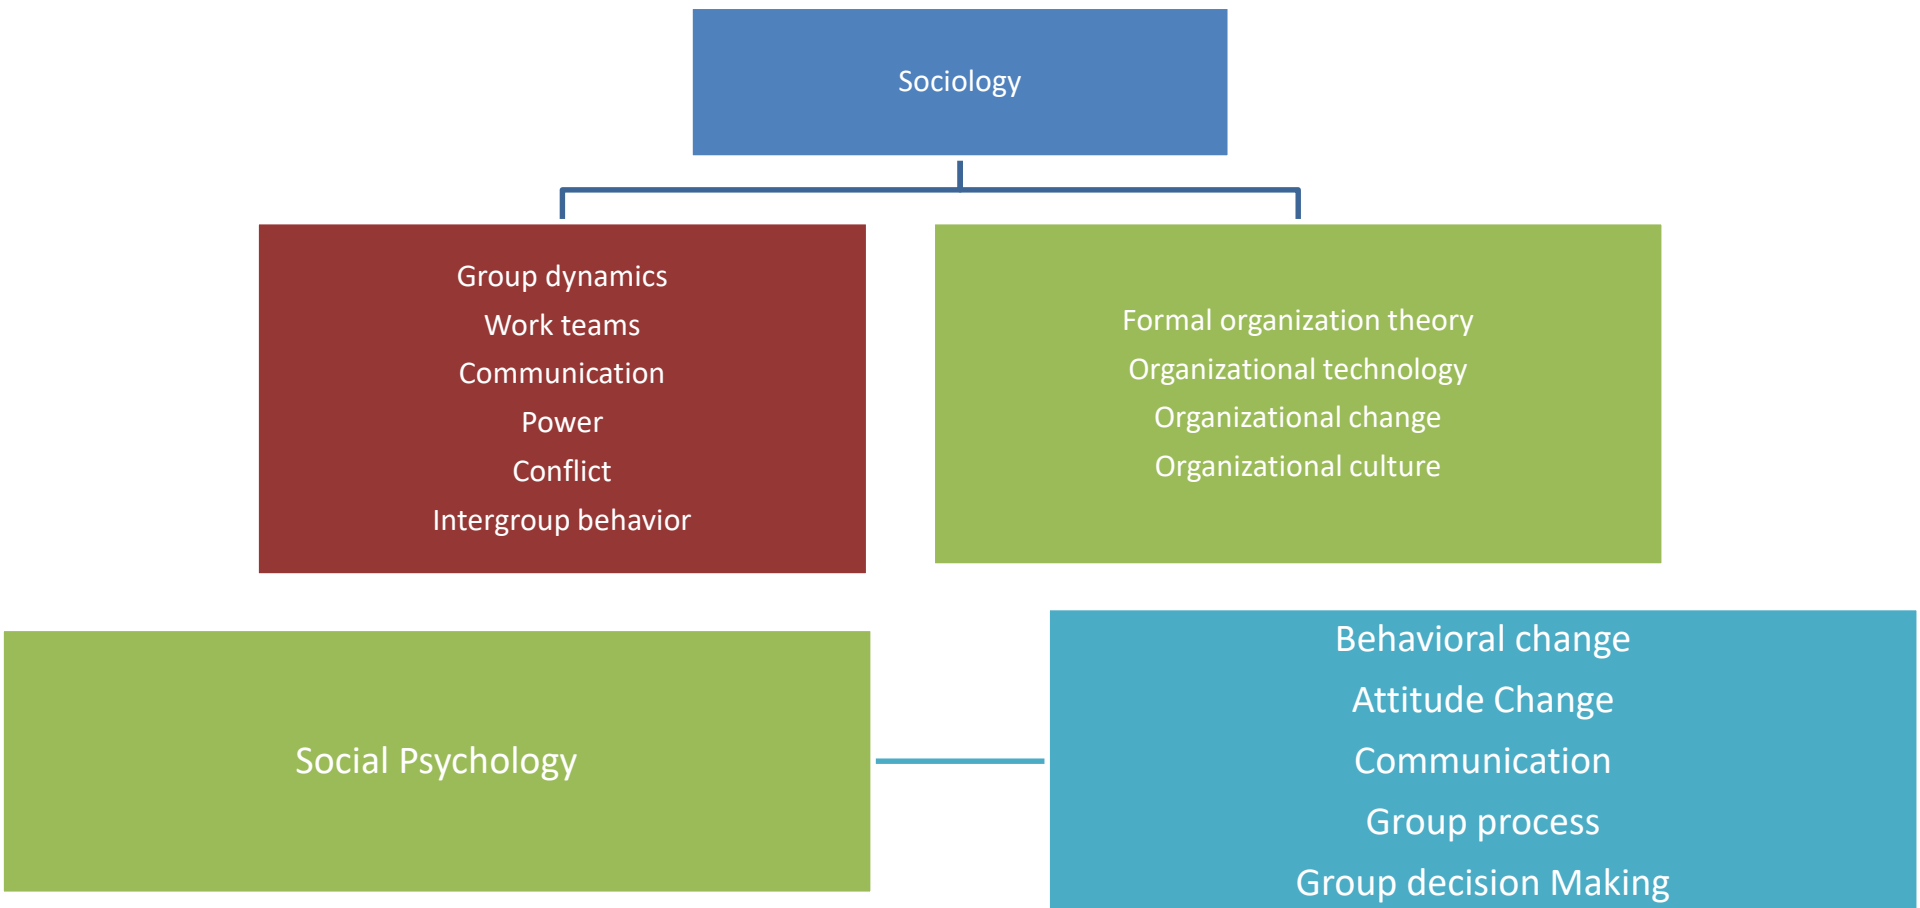 Sociology
Group dynamics
Work teams
Communication
Power
Conflict
Intergroup behavior
Formal organization theory
Organizational technology
Organizational change
Organizational culture
Social Psychology
Behavioral change
Attitude Change
Communication
Group process
Group decision Making